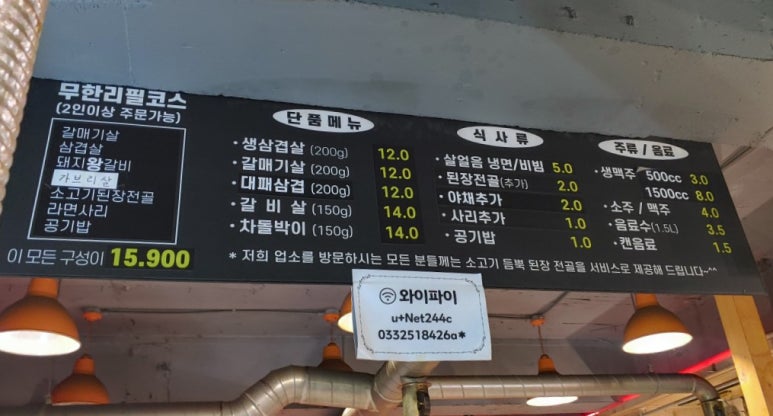 무한리필코스
(2인이상 주문가능)
갈매기살
삼겹살
돼지왕갈비
가브리살
소고기된장전골
라면사리
공기밥
이 모든 구성이 15.900
단품메뉴
· 생삼겹살 (200g) 12.0
· 갈매기살 (200g) 12.0
· 대패삼겹 (200g) 12.0
· 갈 비 살 (150g) 14.0
· 차돌박이 (150g) 14.0
식사류
· 살얼음 냉면/비빔 5.0
· 된장전골(추가) 2.0
· 야채추가 2.0
· 사리추가 1.0
· 공기밥 1.0
주류 / 음료
· 생맥주 500cc 3.0
1500cc 8.0
· 소주 / 맥주 4.0
· 음료수(1.5L) 3.5
· 캔음료 1.5
* 저희 업소를 방문하시는 모든 분들께는 소고기 듬뿍 된장 전골을 서비스로 제공해 드립니다~^^
와이파이
u+Net244c
0332518426a*